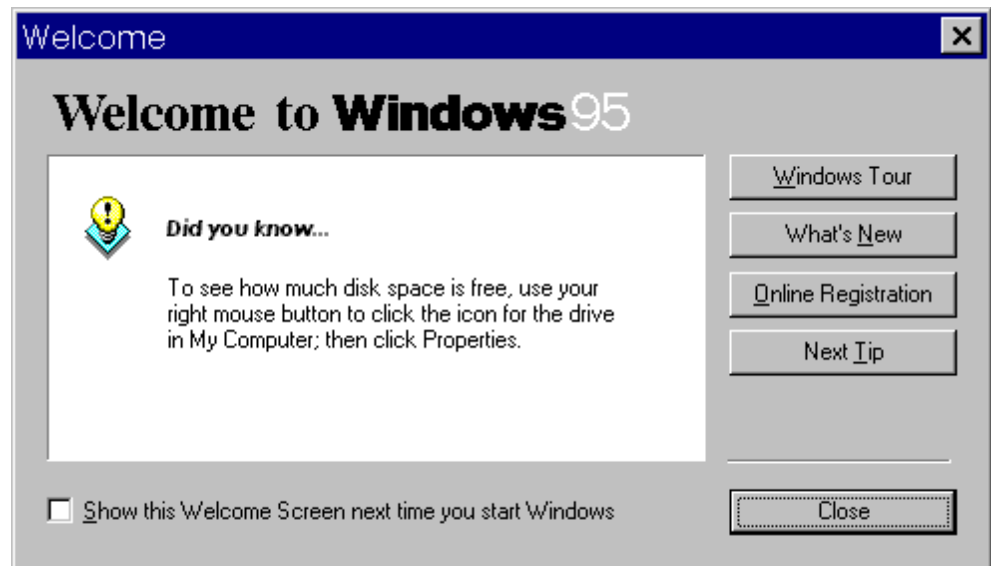 Welcome
Welcome to Windows95
Did you know...
To see how much disk space is free, use your
right mouse button to click the icon for the drive
in My Computer; then click Properties.
Windows Tour
What's New
Online Registration
Next Tip
Show this Welcome Screen next time you start Windows
Close